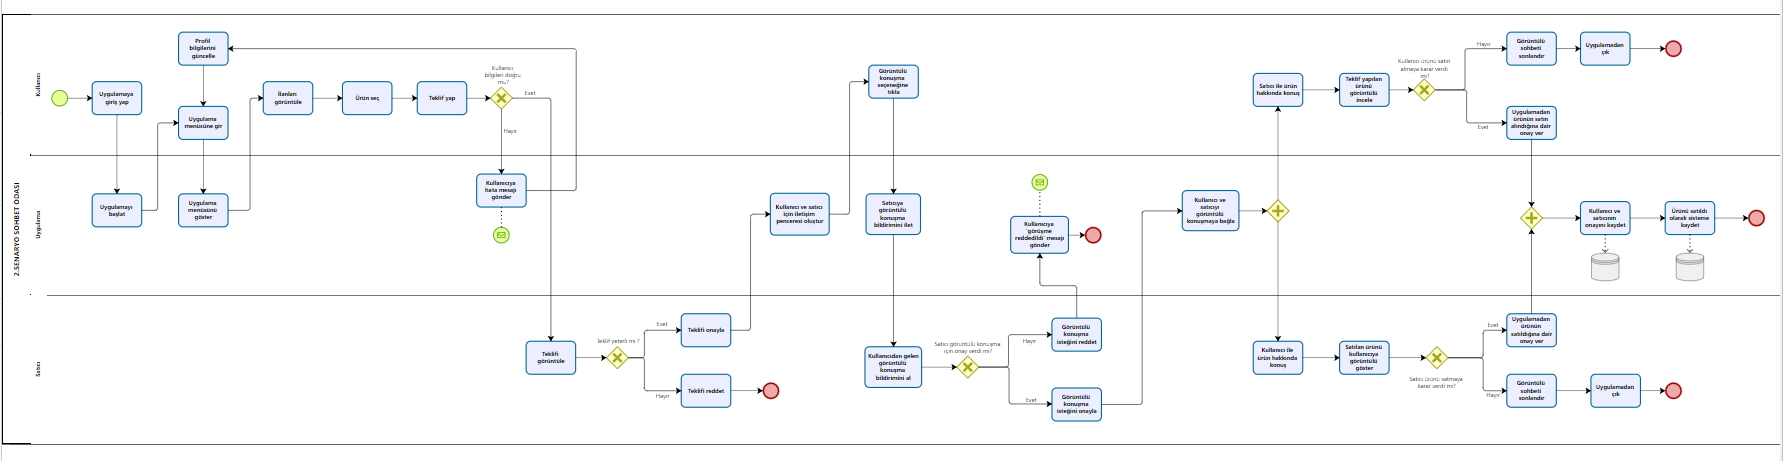 2.SENARYO SOHBET ODASI
Kullanıcı
Uygulama
Satıcı
Uygulamaya
giriş yap
Profil
bilgilerini
güncelle
Uygulama
menüsüne gir
İlanları
görüntüle
Ürün seç
Teklif yap
Kullanıcı
bilgileri doğru
mu?
Evet
Hayır
Görüntülü
konuşma
seçeneğine
tıkla
Satıcı ile ürün
hakkında konuş
Teklif yapılan
ürünü
görüntülü
incele
Kullanıcı ürünü satın
almaya karar verdi
mi?
Hayır
Evet
Görüntülü
sohbeti
sonlandır
Uygulamadan
çık
Uygulamadan
ürünün satın
alındığına dair
onay ver
Uygulamayı
başlat
Uygulama
menüsünü
göster
Kullanıcıya
hata mesajı
gönder
Kullanıcı ve satıcı
için iletişim
penceresi oluştur
Satıcıya
görüntülü
konuşma
bildirimini ilet
Kullanıcıya
'görüşme
reddedildi' mesajı
gönder
Kullanıcı ve
satıcıyı
görüntülü
konuşmaya bağla
Kullanıcı ve
satıcının
onayını kaydet
Ürünü satıldı
olarak sisteme
kaydet
Teklifi
görüntüle
Teklif yeterli mi ?
Evet
Hayır
Teklifi onayla
Teklifi reddet
Kullanıcıdan gelen
görüntülü
konuşma
bildirimini al
Satıcı görüntülü konuşma
için onay verdi mi?
Hayır
Evet
Görüntülü
konuşma
isteğini reddet
Görüntülü
konuşma
isteğini onayla
Kullanıcı ile
ürün hakkında
konuş
Satılan ürünü
kullanıcıya
görüntülü
göster
Satıcı ürünü satmaya
karar verdi mi?
Evet
Hayır
Uygulamadan
ürünün
satıldığına dair
onay ver
Görüntülü
sohbeti
sonlandır
Uygulamadan
çık